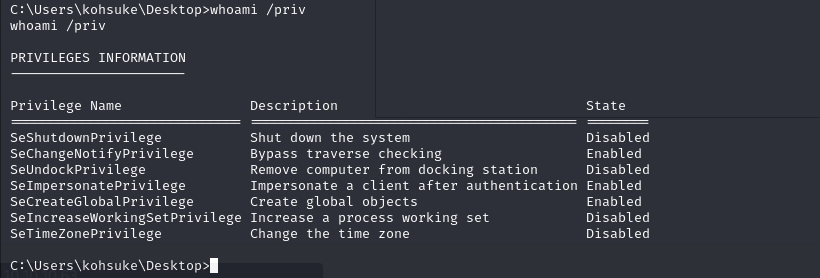 C:\Users\kohsuke\Desktop>whoami /priv
whoami /priv
PRIVILEGES INFORMATION
Privilege Name Description State
SeShutdownPrivilege Shut down the system Disabled
SeChangeNotifyPrivilege Bypass traverse checking Enabled
SeUndockPrivilege Remove computer from docking station Disabled
SeImpersonatePrivilege Impersonate a client after authentication Enabled
SeCreateGlobalPrivilege Create global objects Enabled
SeIncreaseWorkingSetPrivilege Increase a process working set Disabled
SeTimeZonePrivilege Change the time zone Disabled
C:\Users\kohsuke\Desktop>